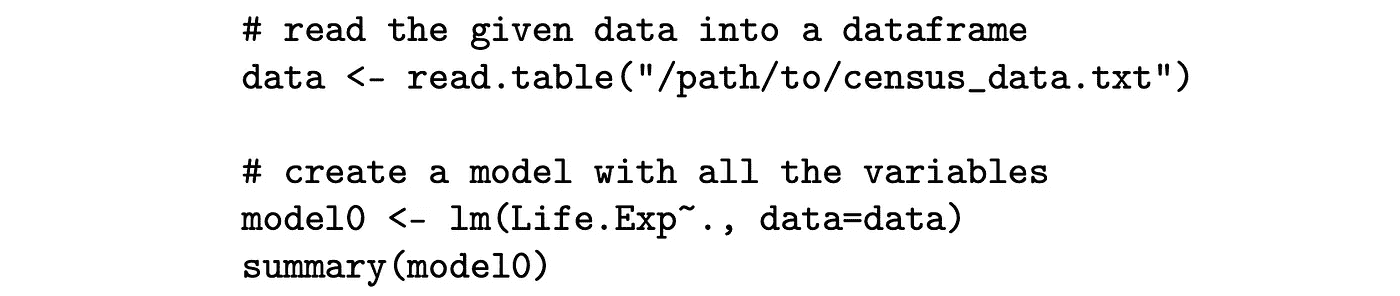 # read the given data into a dataframe
data <- read.table("/path/to/census_data.txt")
# create a model with all the variables
model0 <- lm(Life.Exp~., data=data)
summary(model0)